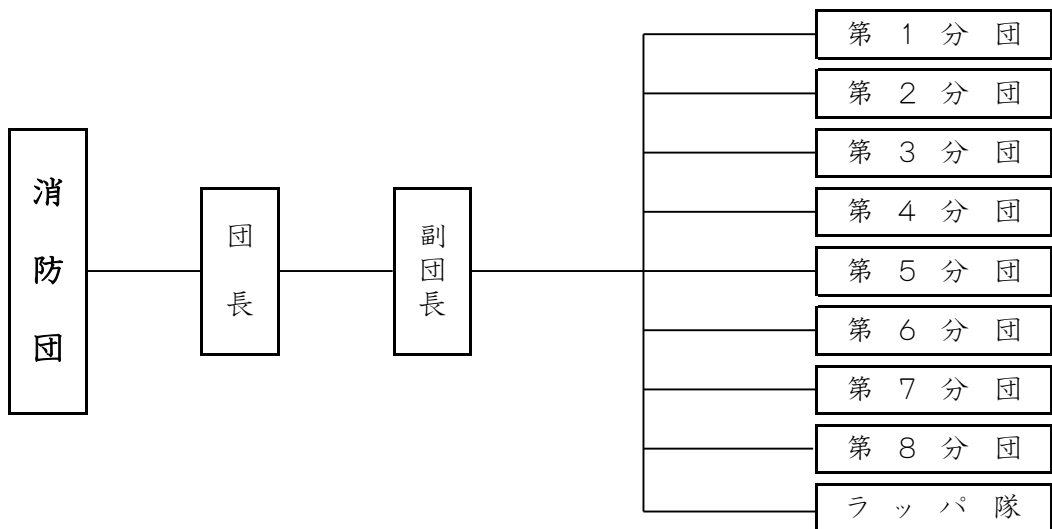 消防団
団長
副団長
第１分団
第２分団
第３分団
第４分団
第５分団
第６分団
第７分団
第８分団
ラッパ隊